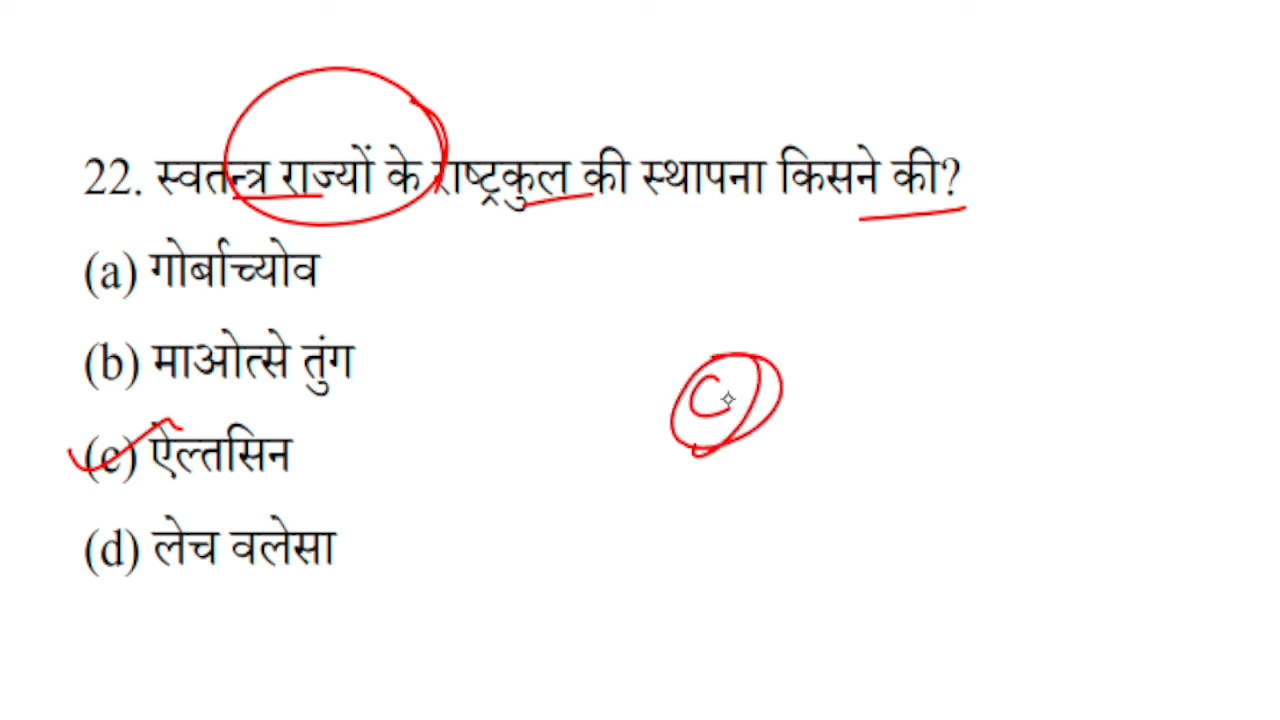 22. स्वतन्त्र राज्यों के राष्ट्रकुल की स्थापना किसने की?
(a) गोर्बाच्योव
(b) माओत्से तुंग
C
(c) ऐल्तसिन
(d) लेच वलेसा